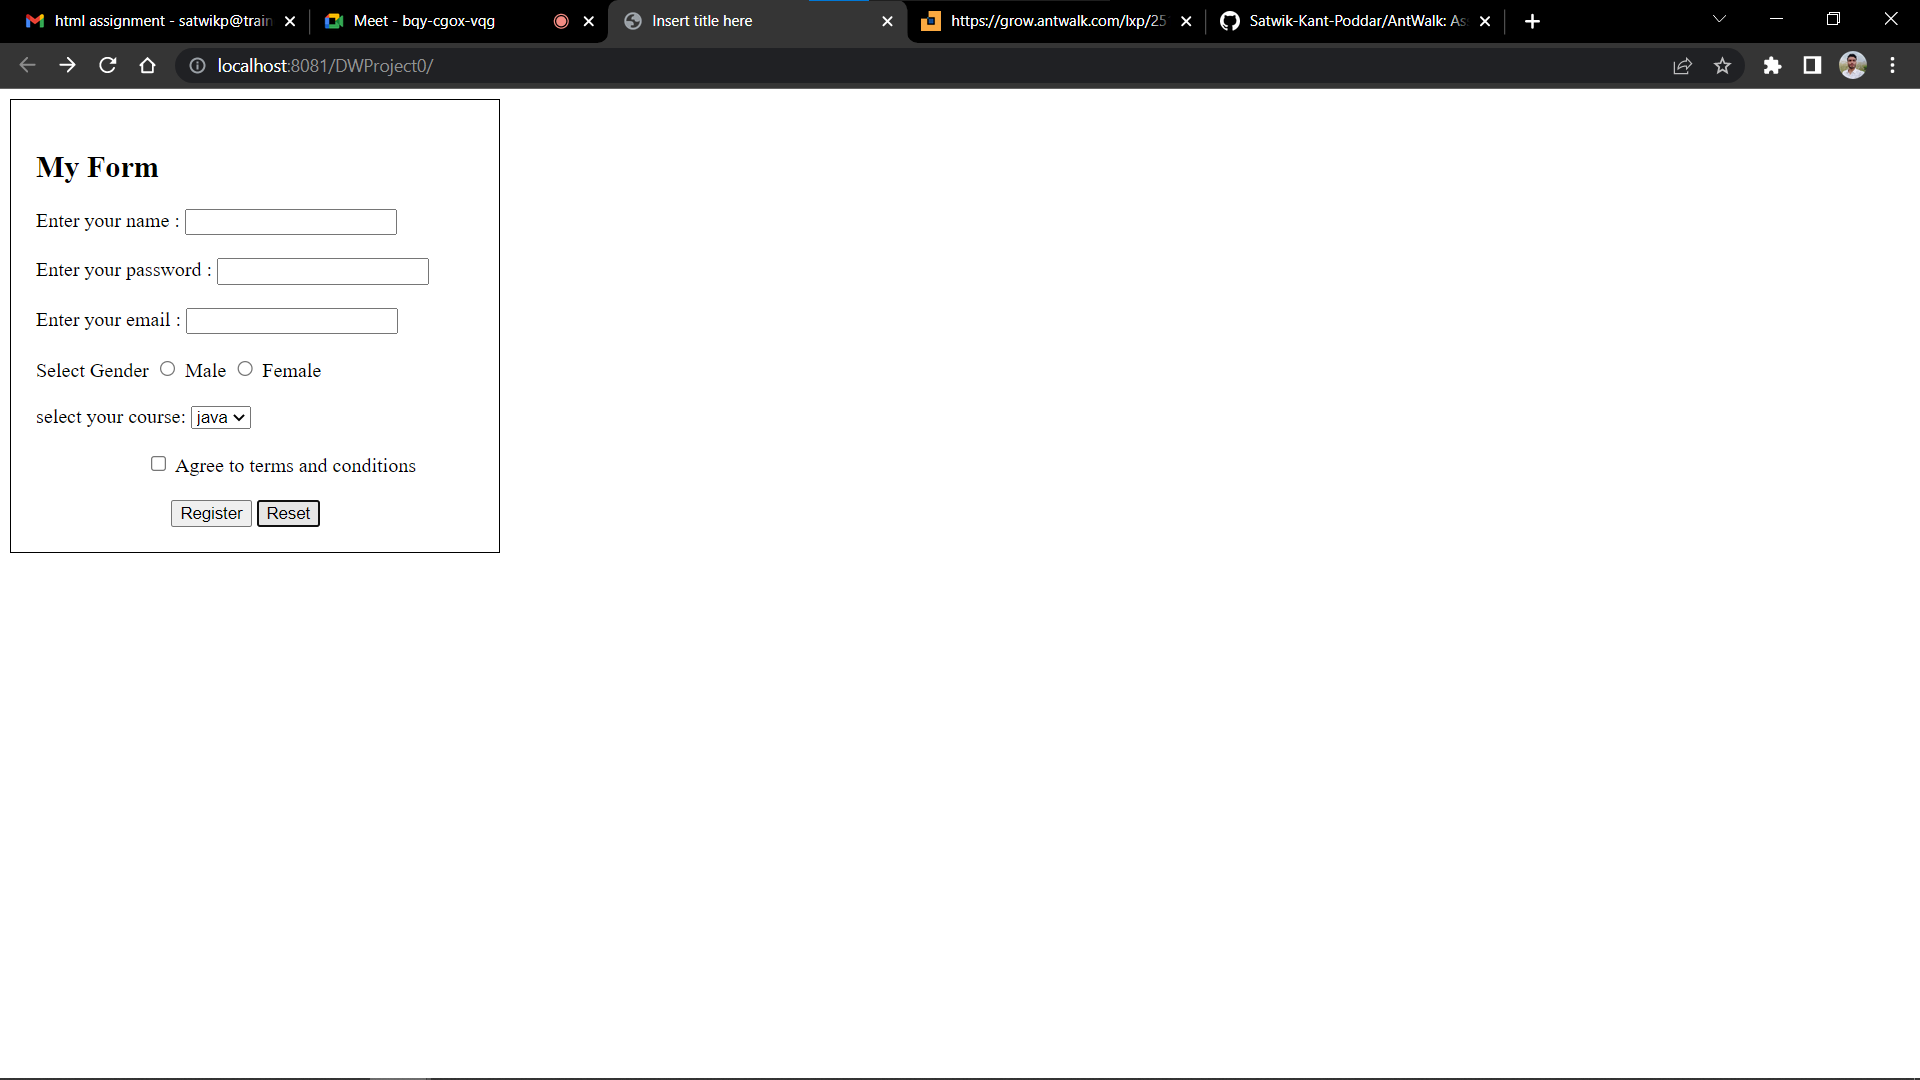 html assignment - satwikp@train
Meet - bqy-cgox-vqg
Insert title here
https://grow.antwalk.com/lxp/25
Satwik-Kant-Poddar/AntWalk: As
localhost:8081/DWProject0/
My Form
Enter your name :
Enter your password :
Enter your email :
Select Gender Male Female
select your course: java
Agree to terms and conditions
Register Reset